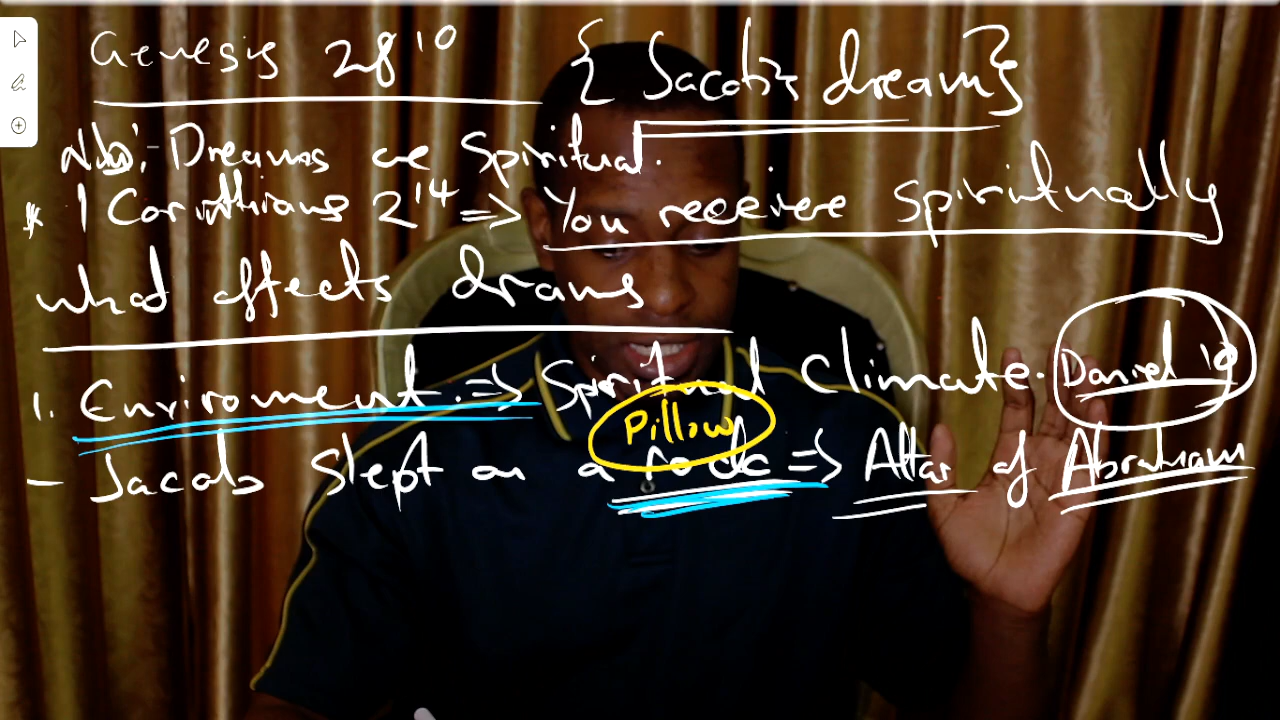 Genesis 28¹⁰ { Jacob's dream}
Nb:- Dreams are Spiritual.
* 1 Corinthians 2¹⁴ => You receive spiritually
what affects dreams
1. Enviroment. => Spiritual Climate. Daniel 10
Pillow
- Jacob slept on a rock => Altar of Abraham